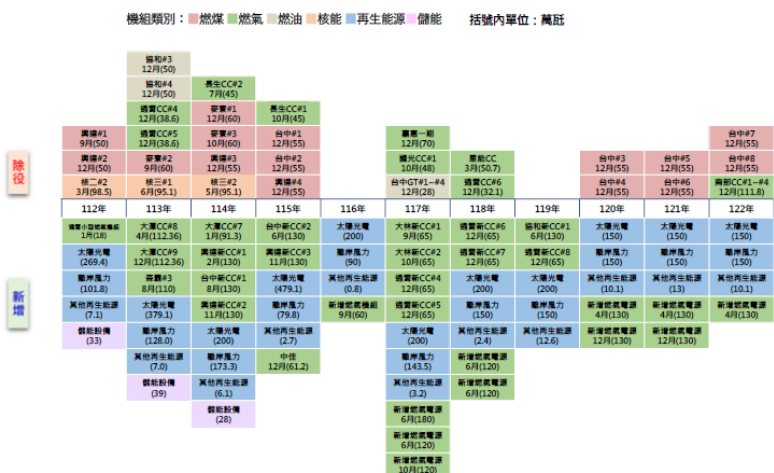 機組類別：燃煤 燃氣 燃油 核能 再生能源 儲能 括號內單位：萬瓩
協和#3
12月(50)
協和#4
12月(50)
長生CC#2
7月(45)
通霄CC#4
12月(38.6)
麥寮#1
12月(60)
長生CC#1
10月(45)
興達#1
9月(50)
通霄CC#5
12月(38.6)
麥寮#3
10月(60)
台中#1
12月(55)
嘉惠一期
12月(70)
台中#7
12月(55)
除役
興達#2
12月(50)
麥寮#2
9月(60)
興達#3
12月(55)
台中#2
12月(55)
國光CC#1
10月(48)
星能CC
3月(50.7)
台中#3
12月(55)
台中#5
12月(55)
台中#8
12月(55)
核二#2
3月(98.5)
核三#1
6月(95.1)
核三#2
5月(95.1)
興達#4
12月(55)
台中GT#1~#4
12月(28)
通霄CC#6
12月(32.1)
台中#4
12月(55)
台中#6
12月(55)
南部CC#1~#4
12月(111.8)
112年 113年 114年 115年 116年 117年 118年 119年 120年 121年 122年
新增
通霄小型燃氣機組
1月(18)
大潭CC#8
4月(112.36)
大潭CC#7
1月(91.3)
台中新CC#2
6月(130)
太陽光電
(200)
大林新CC#1
9月(65)
通霄新CC#6
12月(65)
協和新CC#1
6月(130)
太陽光電
(150)
太陽光電
(150)
太陽光電
(150)
太陽光電
(269.4)
大潭CC#9
12月(112.36)
興達新CC#1
2月(130)
興達新CC#3
11月(130)
離岸風力
(90)
大林新CC#2
10月(65)
通霄新CC#7
12月(65)
通霄新CC#8
12月(65)
離岸風力
(150)
離岸風力
(150)
離岸風力
(150)
離岸風力
(101.8)
森霸#3
8月(110)
台中新CC#1
8月(130)
太陽光電
(479.1)
其他再生能源
(0.8)
通霄新CC#4
12月(65)
太陽光電
(200)
太陽光電
(200)
其他再生能源
(10.1)
其他再生能源
(13)
其他再生能源
(10.1)
其他再生能源
(7.1)
太陽光電
(379.1)
興達新CC#2
11月(130)
離岸風力
(79.8)
新增燃氣機組
9月(60)
通霄新CC#5
12月(65)
離岸風力
(150)
離岸風力
(150)
新增燃氣電源
4月(130)
新增燃氣電源
4月(130)
新增燃氣電源
4月(130)
儲能設備
(33)
離岸風力
(128.0)
太陽光電
(200)
其他再生能源
(2.7)
太陽光電
(200)
其他再生能源
(2.4)
其他再生能源
(12.6)
新增燃氣電源
12月(130)
新增燃氣電源
12月(130)
其他再生能源
(7.0)
離岸風力
(173.3)
中佳
12月(61.2)
離岸風力
(143.5)
新增燃氣電源
6月(120)
儲能設備
(39)
其他再生能源
(6.1)
其他再生能源
(3.2)
新增燃氣電源
6月(120)
儲能設備
(28)
新增燃氣電源
6月(180)
新增燃氣電源
6月(120)
新增燃氣電源
10月(120)